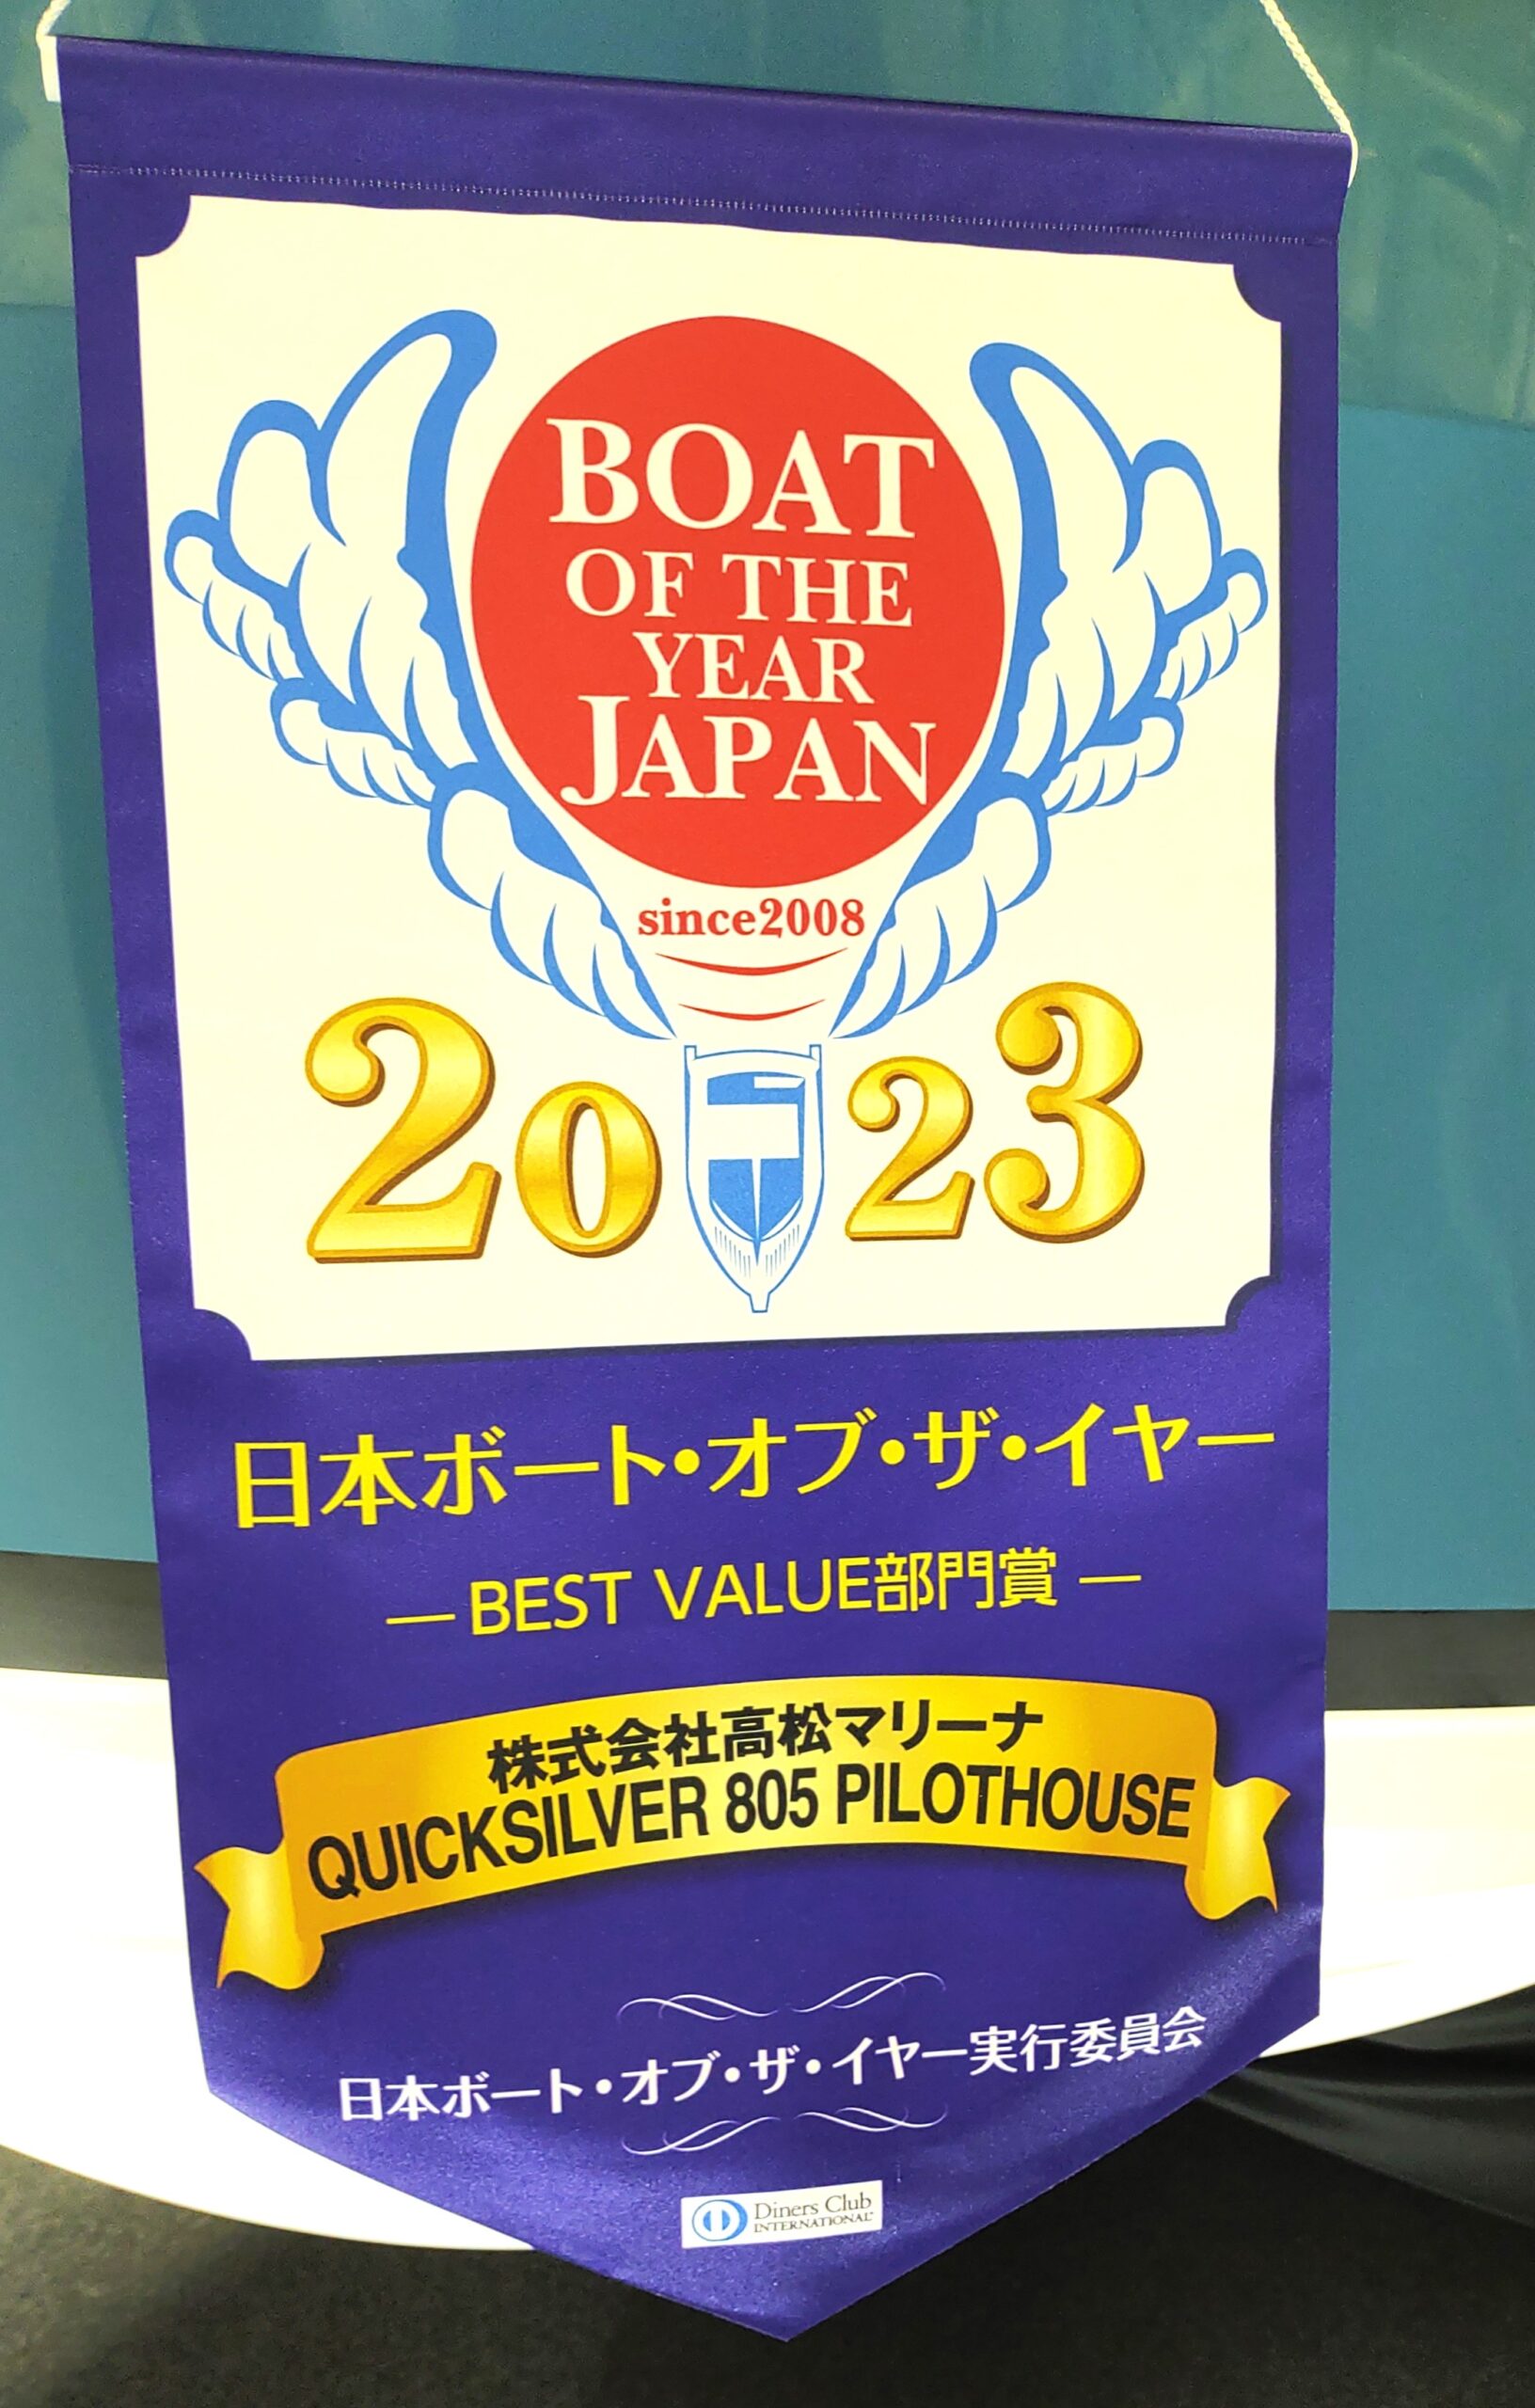 BOAT
OF THE
YEAR
JAPAN
since2008
2023
日本ボート・オブ・ザ・イヤー
―BEST VALUE部門賞―
株式会社高松マリーナ
QUICKSILVER 805 PILOTHOUSE
日本ボート・オブ・ザ・イヤー実行委員会
Diners Club
INTERNATIONAL